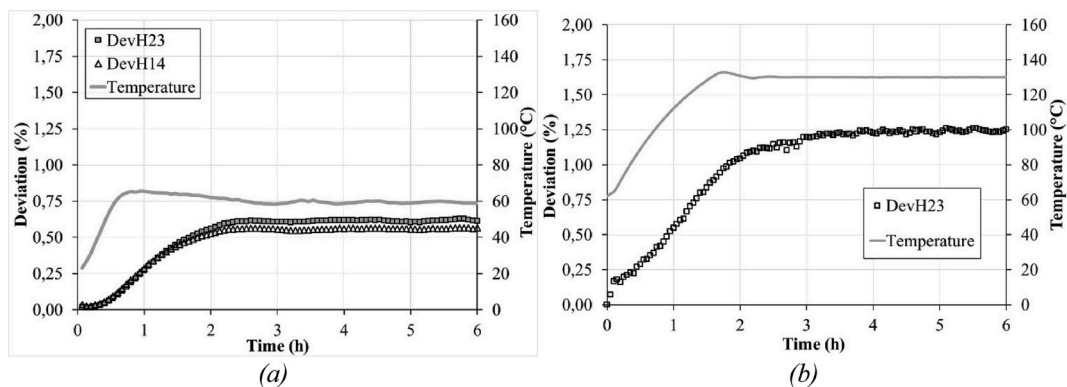 2,00
1,75
1,50
1,25
1,00
0,75
0,50
0,25
0,00
Deviation (%)
DevH23
DevH14
Temperature
160
140
120
100
80
60
40
20
0
Temperature (°C)
0 1 2 3 4 5 6
Time (h)
(a)
2,00
1,75
1,50
1,25
1,00
0,75
0,50
0,25
0,00
Deviation (%)
DevH23
Temperature
160
140
120
100
80
60
40
20
0
Temperature (°C)
0 1 2 3 4 5 6
Time (h)
(b)